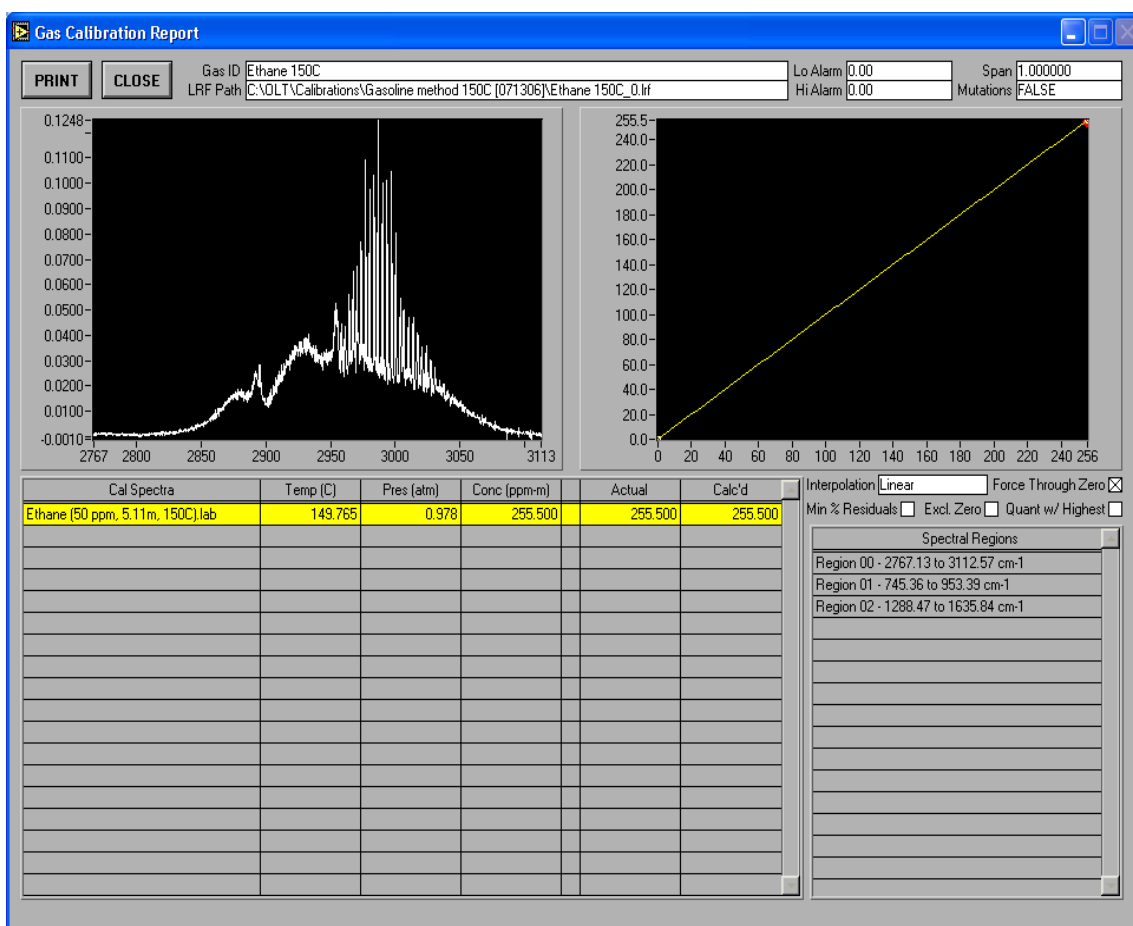 Gas Calibration Report
PRINT CLOSE Gas ID Ethane 150C Lo Alarm 0.00 Span 1.000000
LRF Path C:\OLT\Calibrations\Gasoline method 150C [071306]\Ethane 150C_0.lrf Hi Alarm 0.00 Mutations FALSE
0.1248
0.1100
0.1000
0.0900
0.0800
0.0700
0.0600
0.0500
0.0400
0.0300
0.0200
0.0100
-0.0010
2767 2800 2850 2900 2950 3000 3050 3113
255.5
240.0
220.0
200.0
180.0
160.0
140.0
120.0
100.0
80.0
60.0
40.0
20.0
0.0
0 20 40 60 80 100 120 140 160 180 200 220 240 256
Cal Spectra Temp (C) Pres (atm) Conc (ppm-m) Actual Calc'd
Ethane (50 ppm, 5.11m, 150C).lab 149.765 0.978 255.500 255.500 255.500
Interpolation Linear Force Through Zero
Min % Residuals Excl. Zero Quant w/ Highest
Spectral Regions
Region 00 - 2767.13 to 3112.57 cm-1
Region 01 - 745.36 to 953.39 cm-1
Region 02 - 1288.47 to 1635.84 cm-1